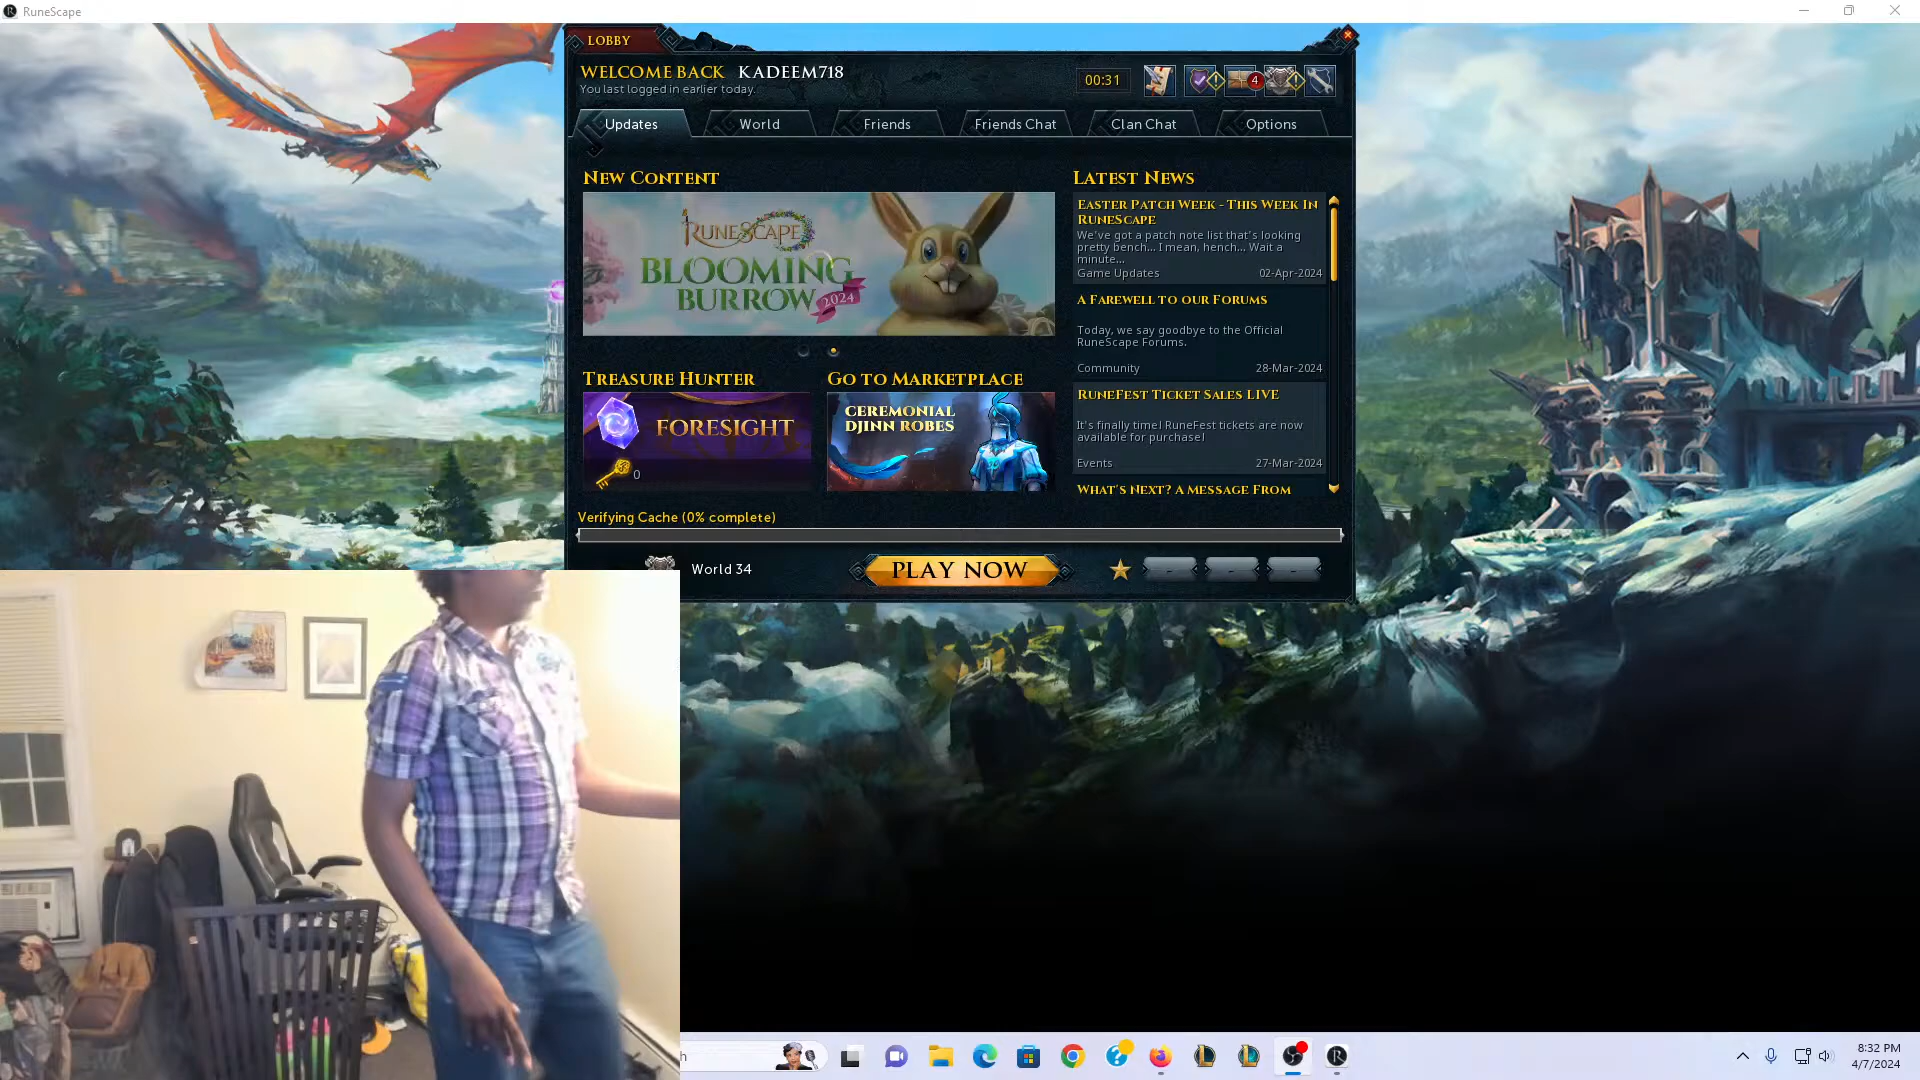 RuneScape
LOBBY
WELCOME BACK KADEEM718
You last logged in earlier today.
00:31
4
Updates
World
Friends
Friends Chat
Clan Chat
Options
NEW CONTENT
RUNESCAPE
BLOOMING
BURROW
2024
LATEST NEWS
EASTER PATCH WEEK - THIS WEEK IN
RUNESCAPE
We've got a patch note list that's looking
pretty bench... I mean, hench... Wait a
minute...
Game Updates 02-Apr-2024
A FAREWELL TO OUR FORUMS
Today, we say goodbye to the Official
RuneScape Forums.
Community 28-Mar-2024
RUNEFEST TICKET SALES LIVE
It's finally time! RuneFest tickets are now
available for purchase!
Events 27-Mar-2024
WHAT'S NEXT? A MESSAGE FROM
TREASURE HUNTER
FORESIGHT
0
GO TO MARKETPLACE
CEREMONIAL
DJINN ROBES
Verifying Cache (0% complete)
World 34
PLAY NOW
h
8:32 PM
4/7/2024